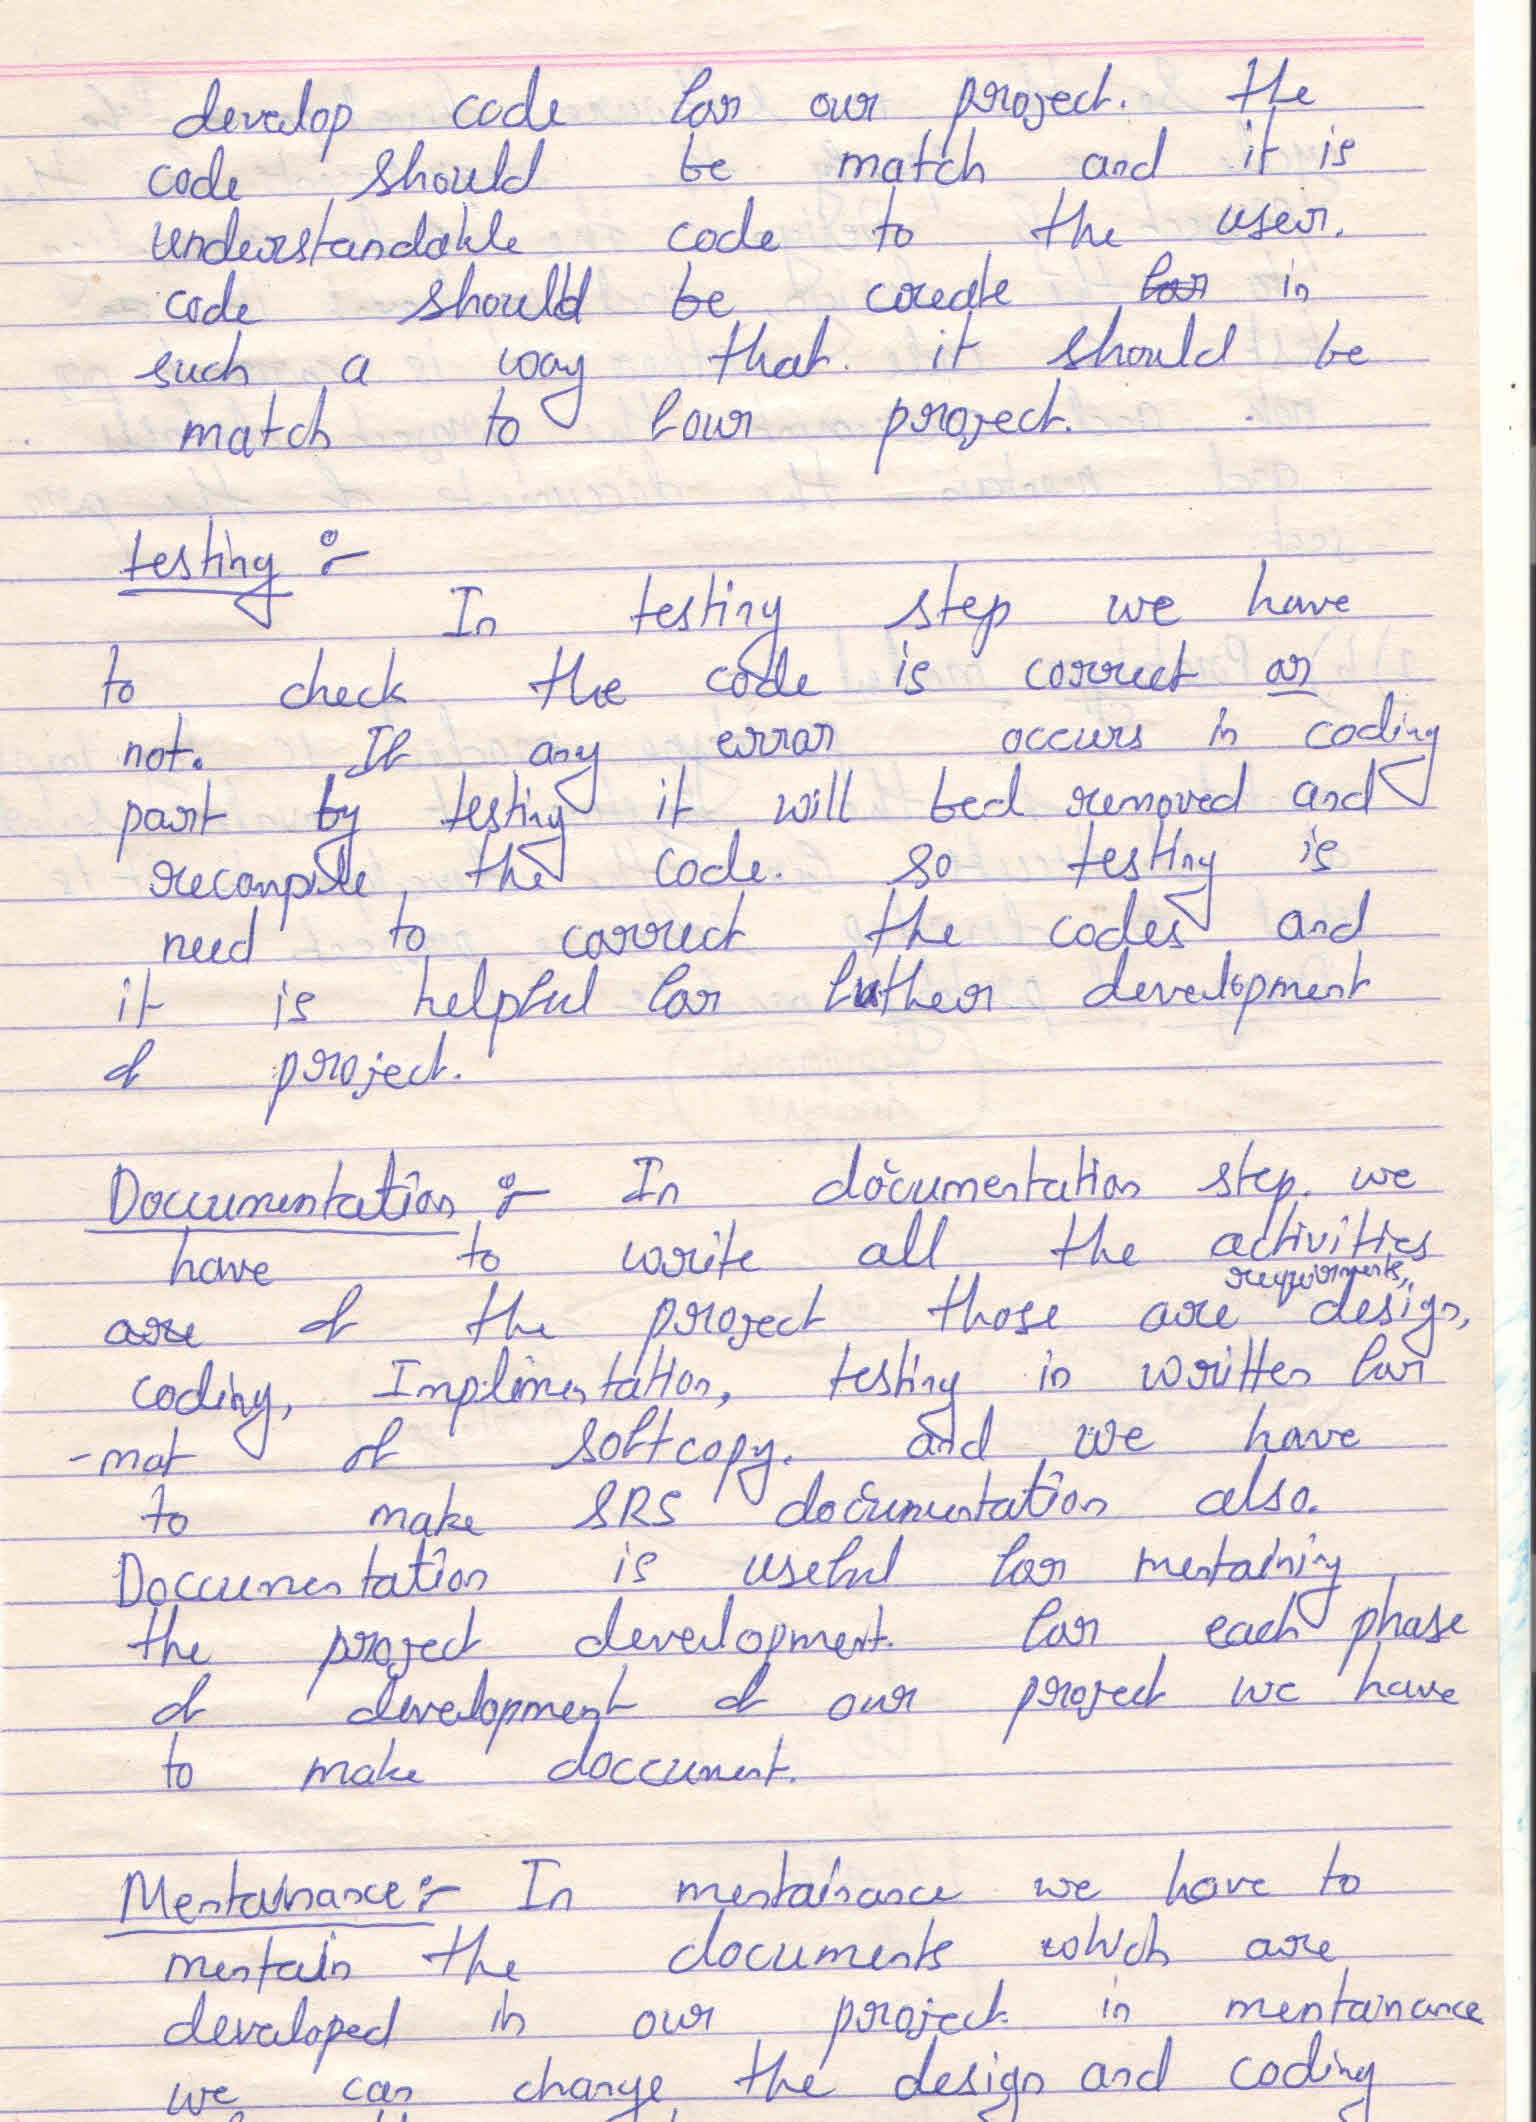 develop code for our project. the
code should be match and it is
understandable code to the user.
code should be create for in
such a way that. it should be
match to four project.
testing :-
In testing step we have
to check the code is correct or
not. If any error occurs in coding
part by testing it will bed removed and
recompile, the code. so testing is
need to correct the codes and
it is helpful for futher development
of project.
Doccumentation :- In documentation step. we
have to write all the activities
requirments,
are of the project those are design,
coding, Implimentation, testing in written for
-mat of softcopy. and we have
to make SRS documentation also.
Doccumentation is useful for mentaining
the project development. for each phase
of development of our project we have
to make doccument.
Mentainance :- In mentainance we have to
mentain the documents which are
developed in our project in mentainance
we can change the design and coding